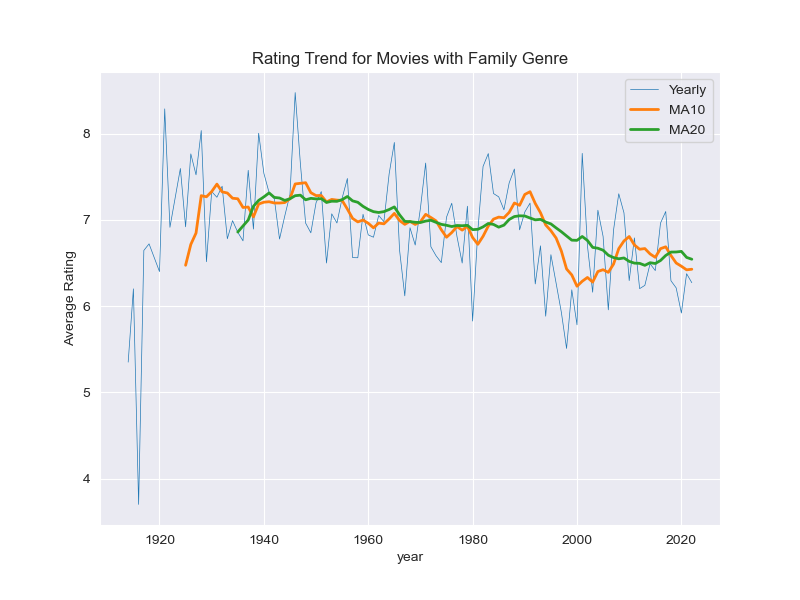 Rating Trend for Movies with Family Genre
Yearly
MA10
MA20
8
7
6
5
4
Average Rating
1920 1940 1960 1980 2000 2020
year